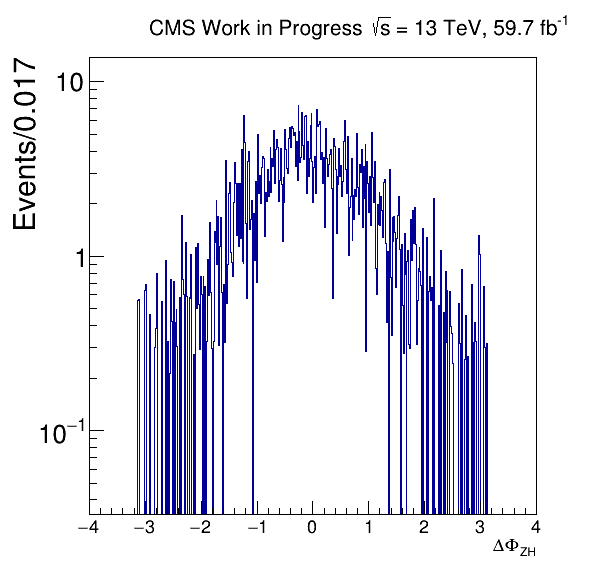 CMS Work in Progress √s = 13 TeV, 59.7 fb⁻¹
Events/0.017
10
1
10⁻¹
−4 −3 −2 −1 0 1 2 3 4
ΔΦ_ZH